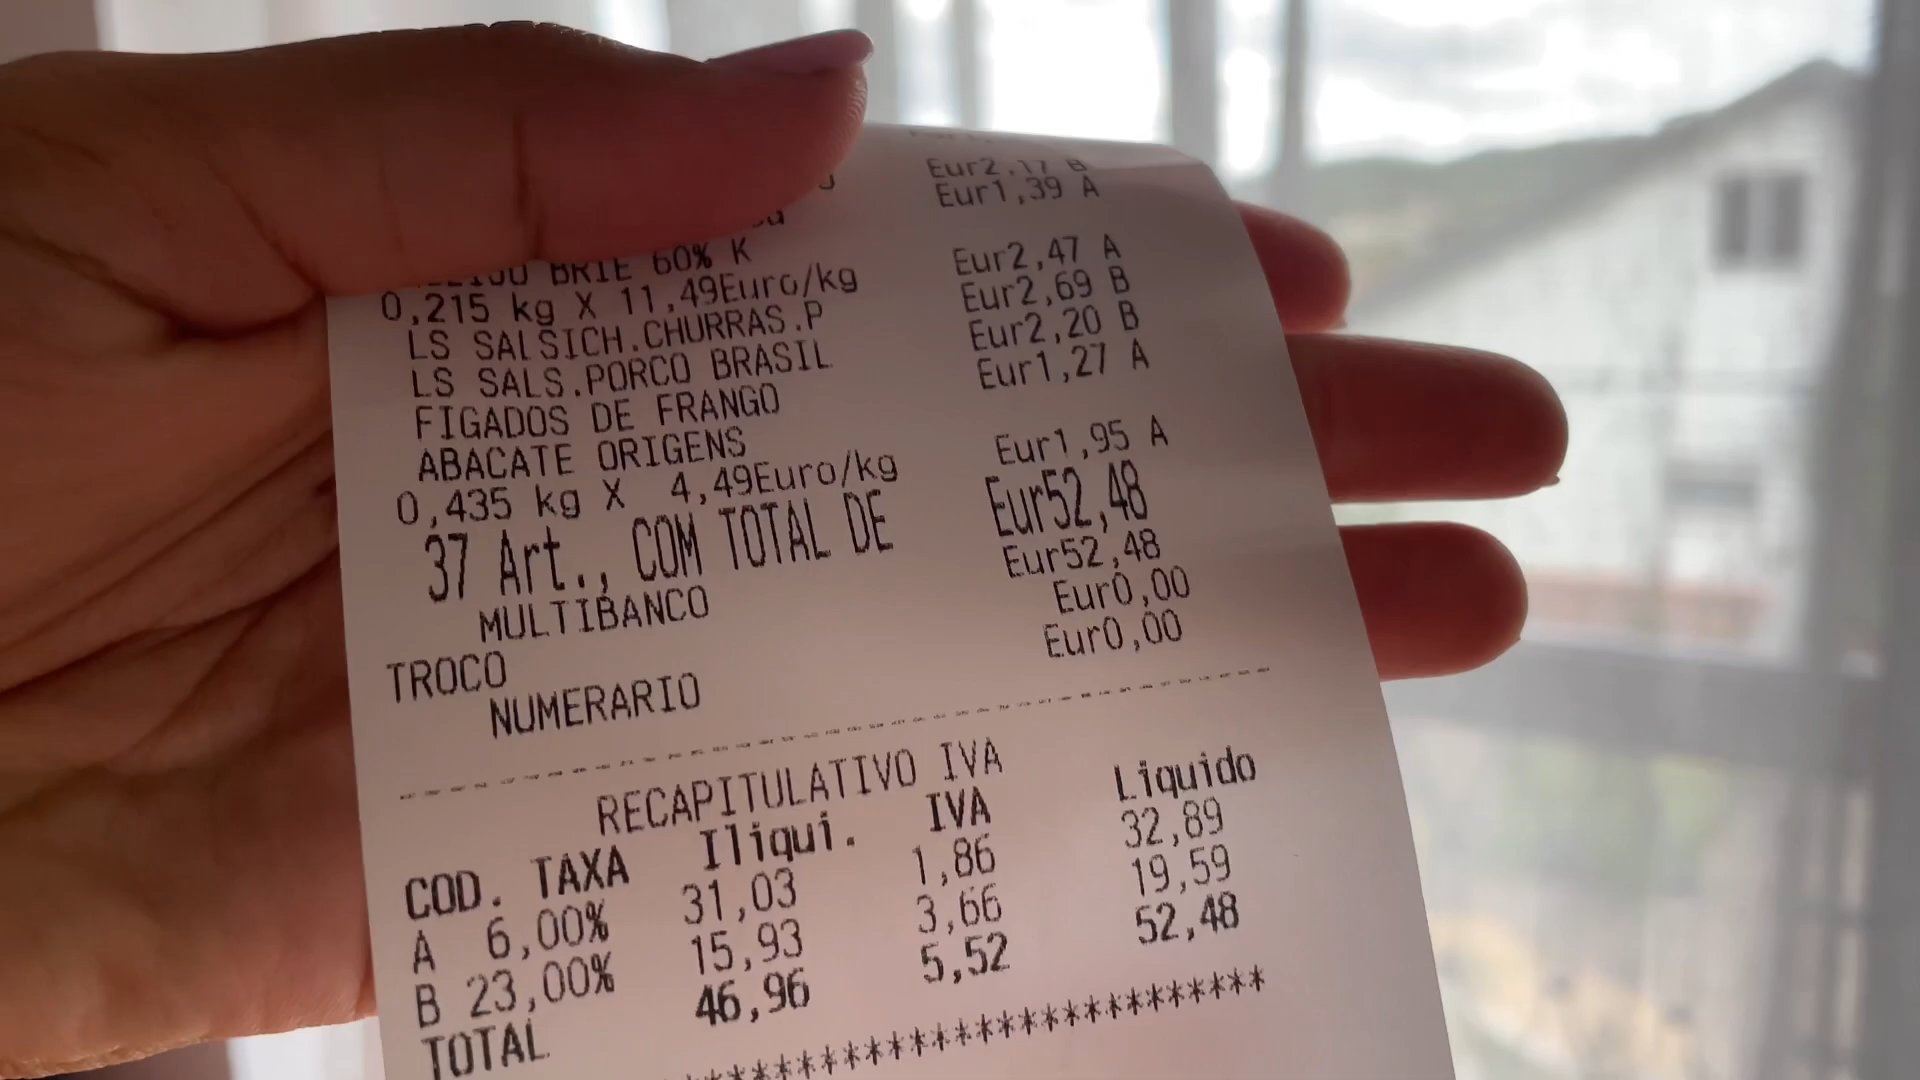 Eur2,17 B
Eur1,39 A
BRIE 60% K
0,215 kg X 11,49Euro/kg Eur2,47 A
LS SALSICH.CHURRAS.P Eur2,69 B
LS SALS.PORCO BRASIL Eur2,20 B
FIGADOS DE FRANGO Eur1,27 A
ABACATE ORIGENS
0,435 kg X 4,49Euro/kg Eur1,95 A
37 Art., COM TOTAL DE Eur52,48
MULTIBANCO Eur52,48
TROCO Eur0,00
NUMERARIO Eur0,00
RECAPITULATIVO IVA
COD. TAXA Iliqui. IVA Liquido
A 6,00% 31,03 1,86 32,89
B 23,00% 15,93 3,66 19,59
TOTAL 46,96 5,52 52,48